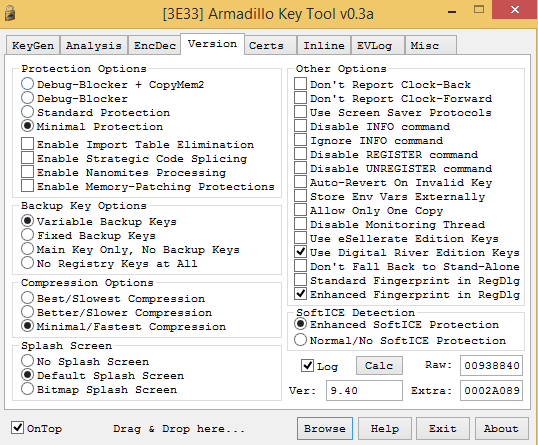 [3E33] Armadillo Key Tool v0.3a
KeyGen Analysis EncDec Version Certs Inline EVLog Misc
Protection Options
Debug-Blocker + CopyMem2
Debug-Blocker
Standard Protection
Minimal Protection
Enable Import Table Elimination
Enable Strategic Code Splicing
Enable Nanomites Processing
Enable Memory-Patching Protections
Backup Key Options
Variable Backup Keys
Fixed Backup Keys
Main Key Only, No Backup Keys
No Registry Keys at All
Compression Options
Best/Slowest Compression
Better/Slower Compression
Minimal/Fastest Compression
Splash Screen
No Splash Screen
Default Splash Screen
Bitmap Splash Screen
Other Options
Don't Report Clock-Back
Don't Report Clock-Forward
Use Screen Saver Protocols
Disable INFO command
Ignore INFO command
Disable REGISTER command
Disable UNREGISTER command
Auto-Revert On Invalid Key
Store Env Vars Externally
Allow Only One Copy
Disable Monitoring Thread
Use eSellerate Edition Keys
Use Digital River Edition Keys
Don't Fall Back to Stand-Alone
Standard Fingerprint in RegDlg
Enhanced Fingerprint in RegDlg
SoftICE Detection
Enhanced SoftICE Protection
Normal/No SoftICE Protection
Log Calc Raw: 00938840
Ver: 9.40 Extra: 0002A089
OnTop Drag & Drop here... Browse Help Exit About